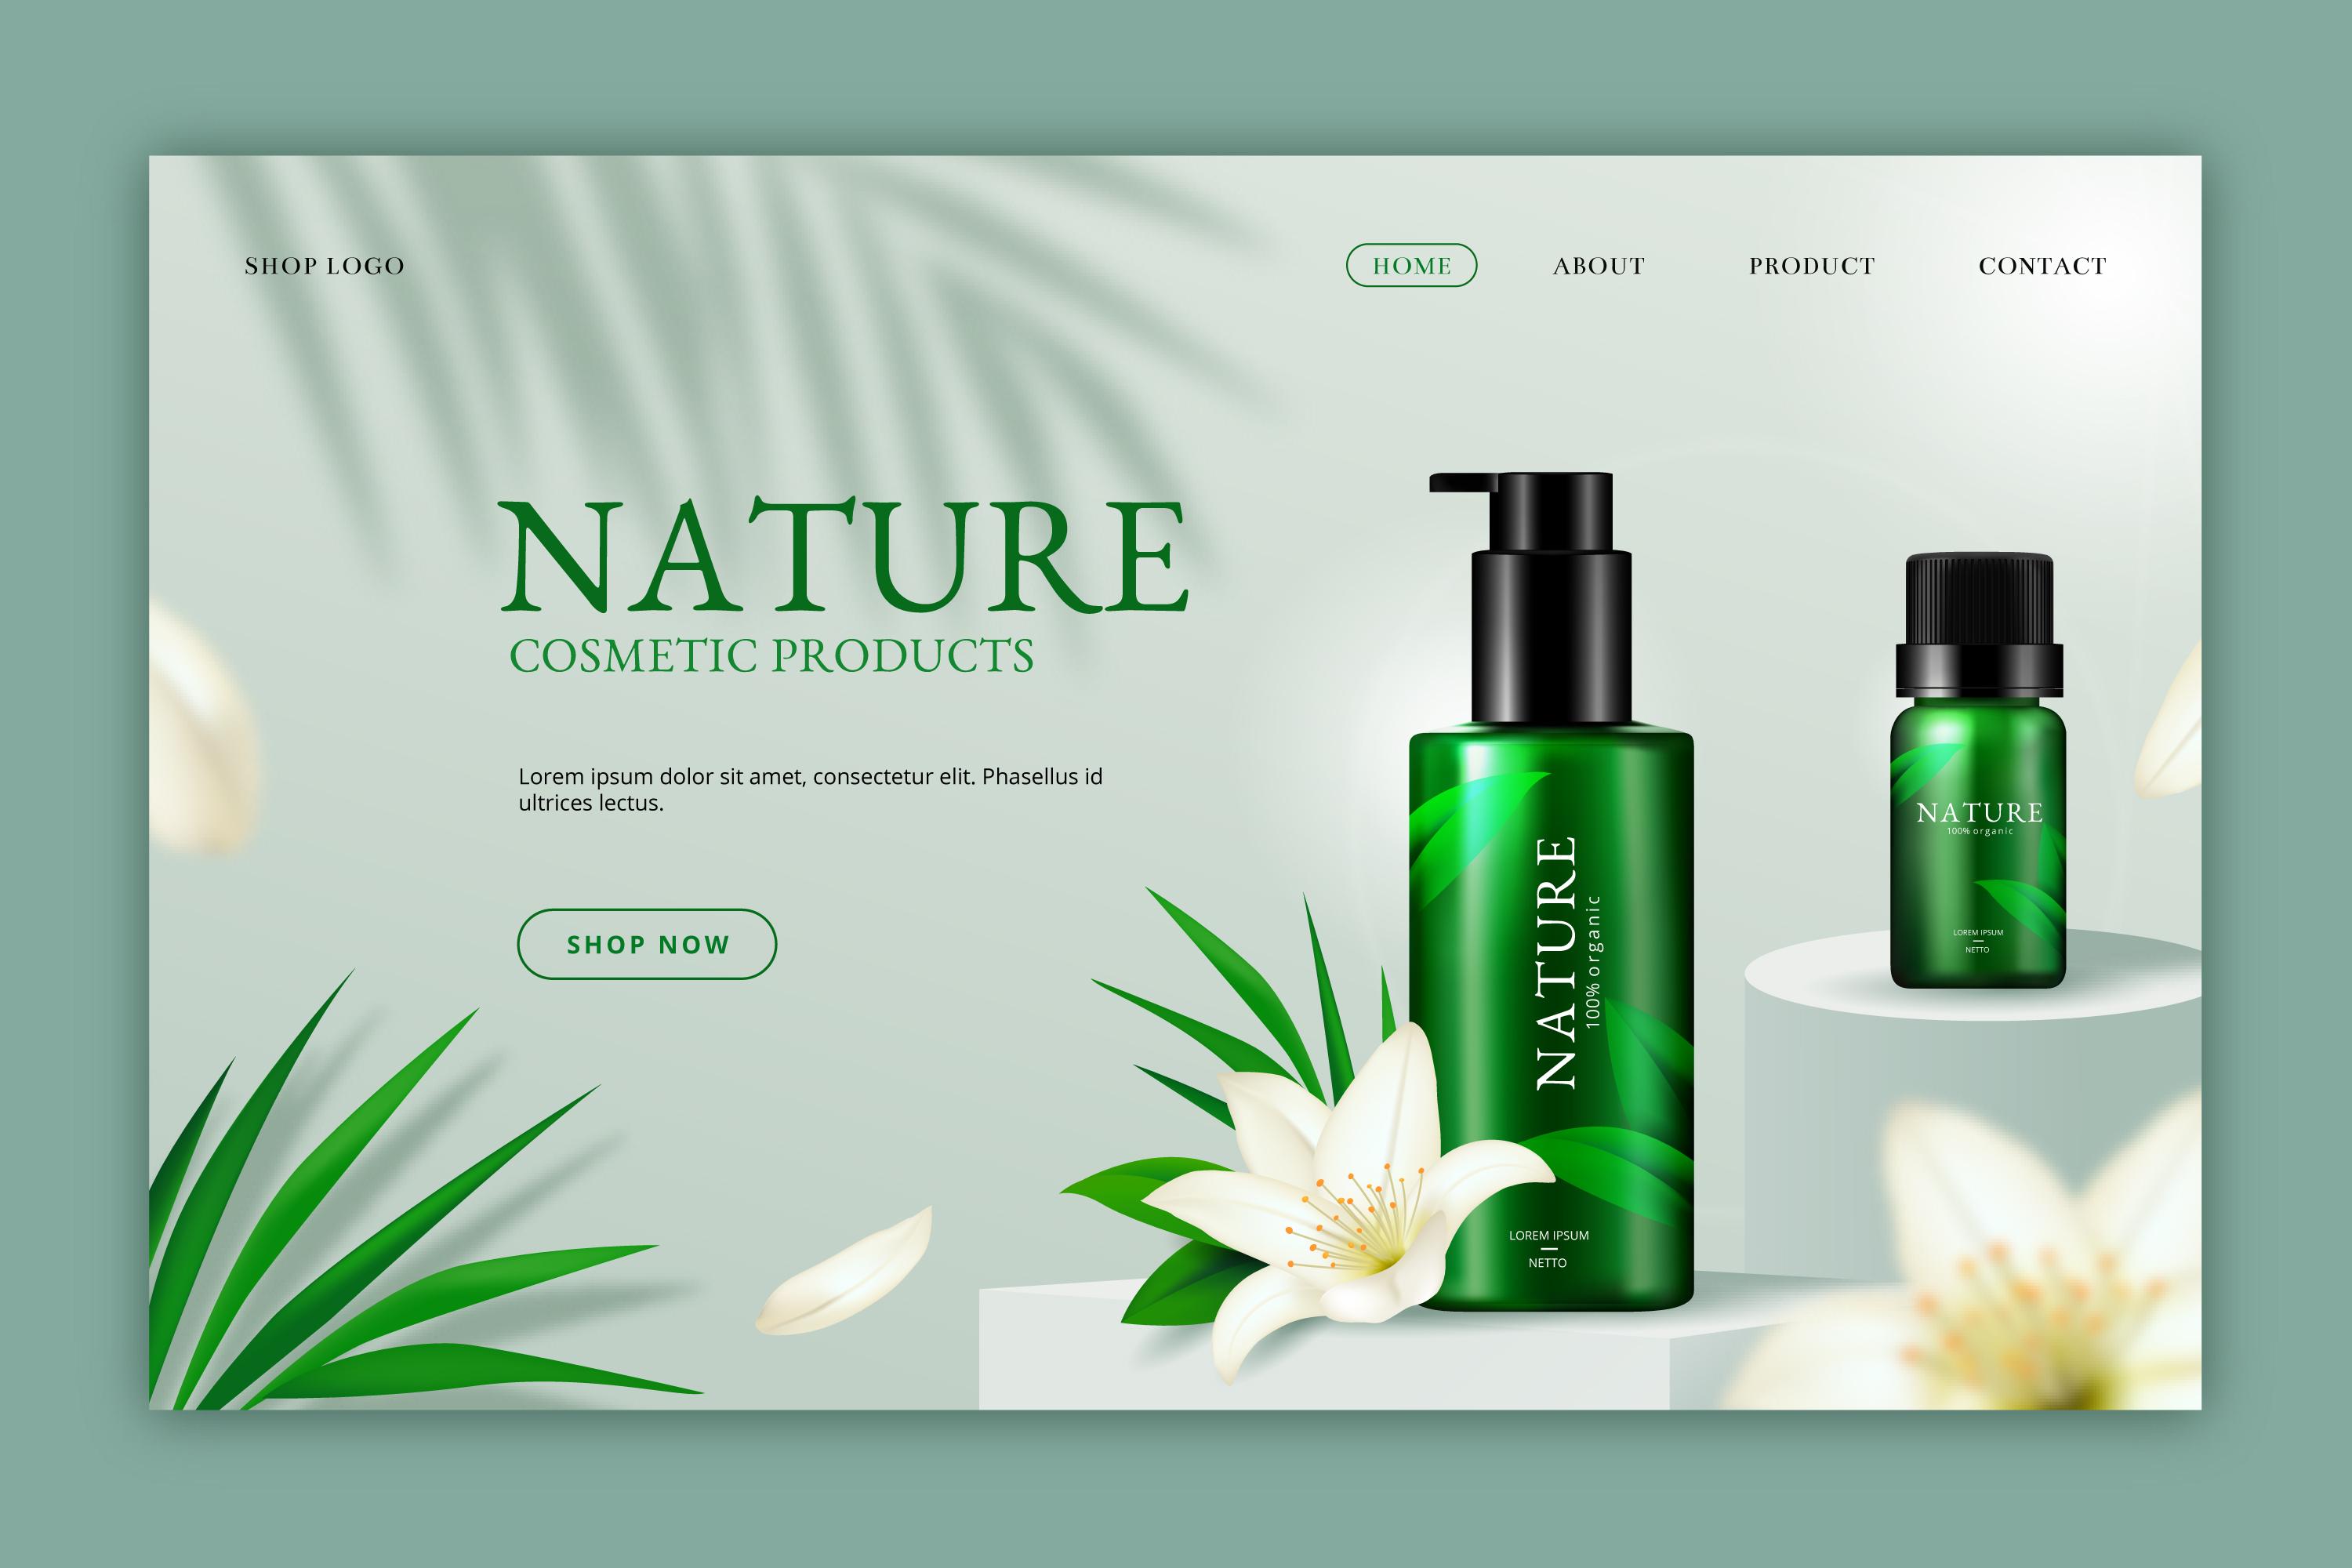 SHOP LOGO
HOME
ABOUT
PRODUCT
CONTACT
NATURE
COSMETIC PRODUCTS
Lorem ipsum dolor sit amet, consectetur elit. Phasellus id
ultrices lectus.
SHOP NOW
NATURE
100% organic
LOREM IPSUM
NETTO
NATURE
100% organic
LOREM IPSUM
NETTO